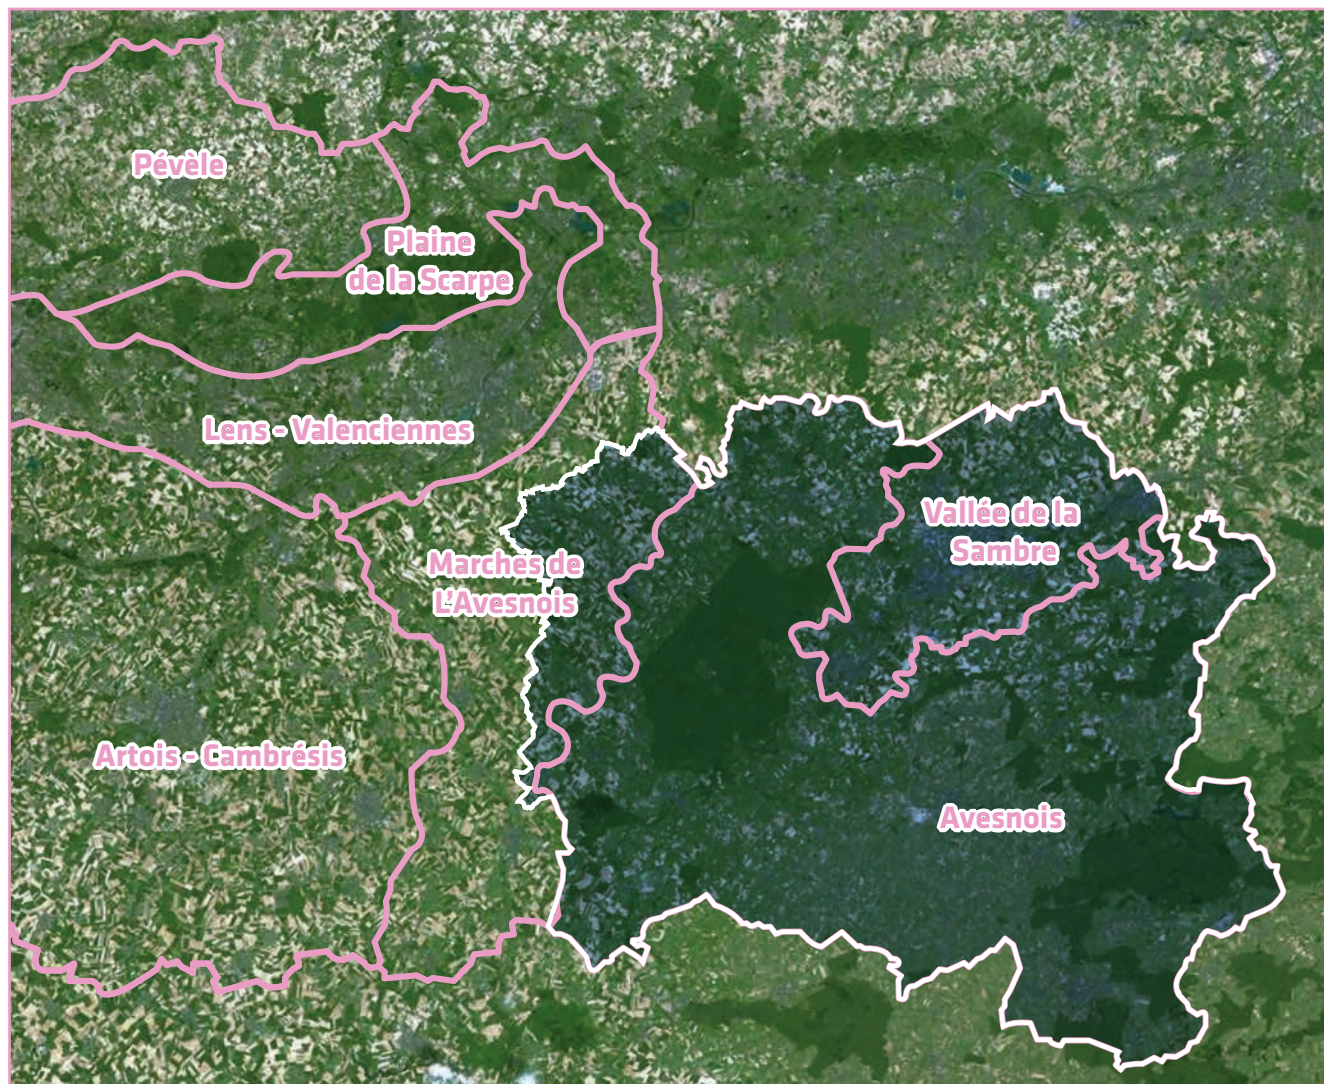 Pévèle
Plaine
de la Scarpe
Lens - Valenciennes
Vallée de la
Sambre
Marches de
L'Avesnois
Artois - Cambrésis
Avesnois